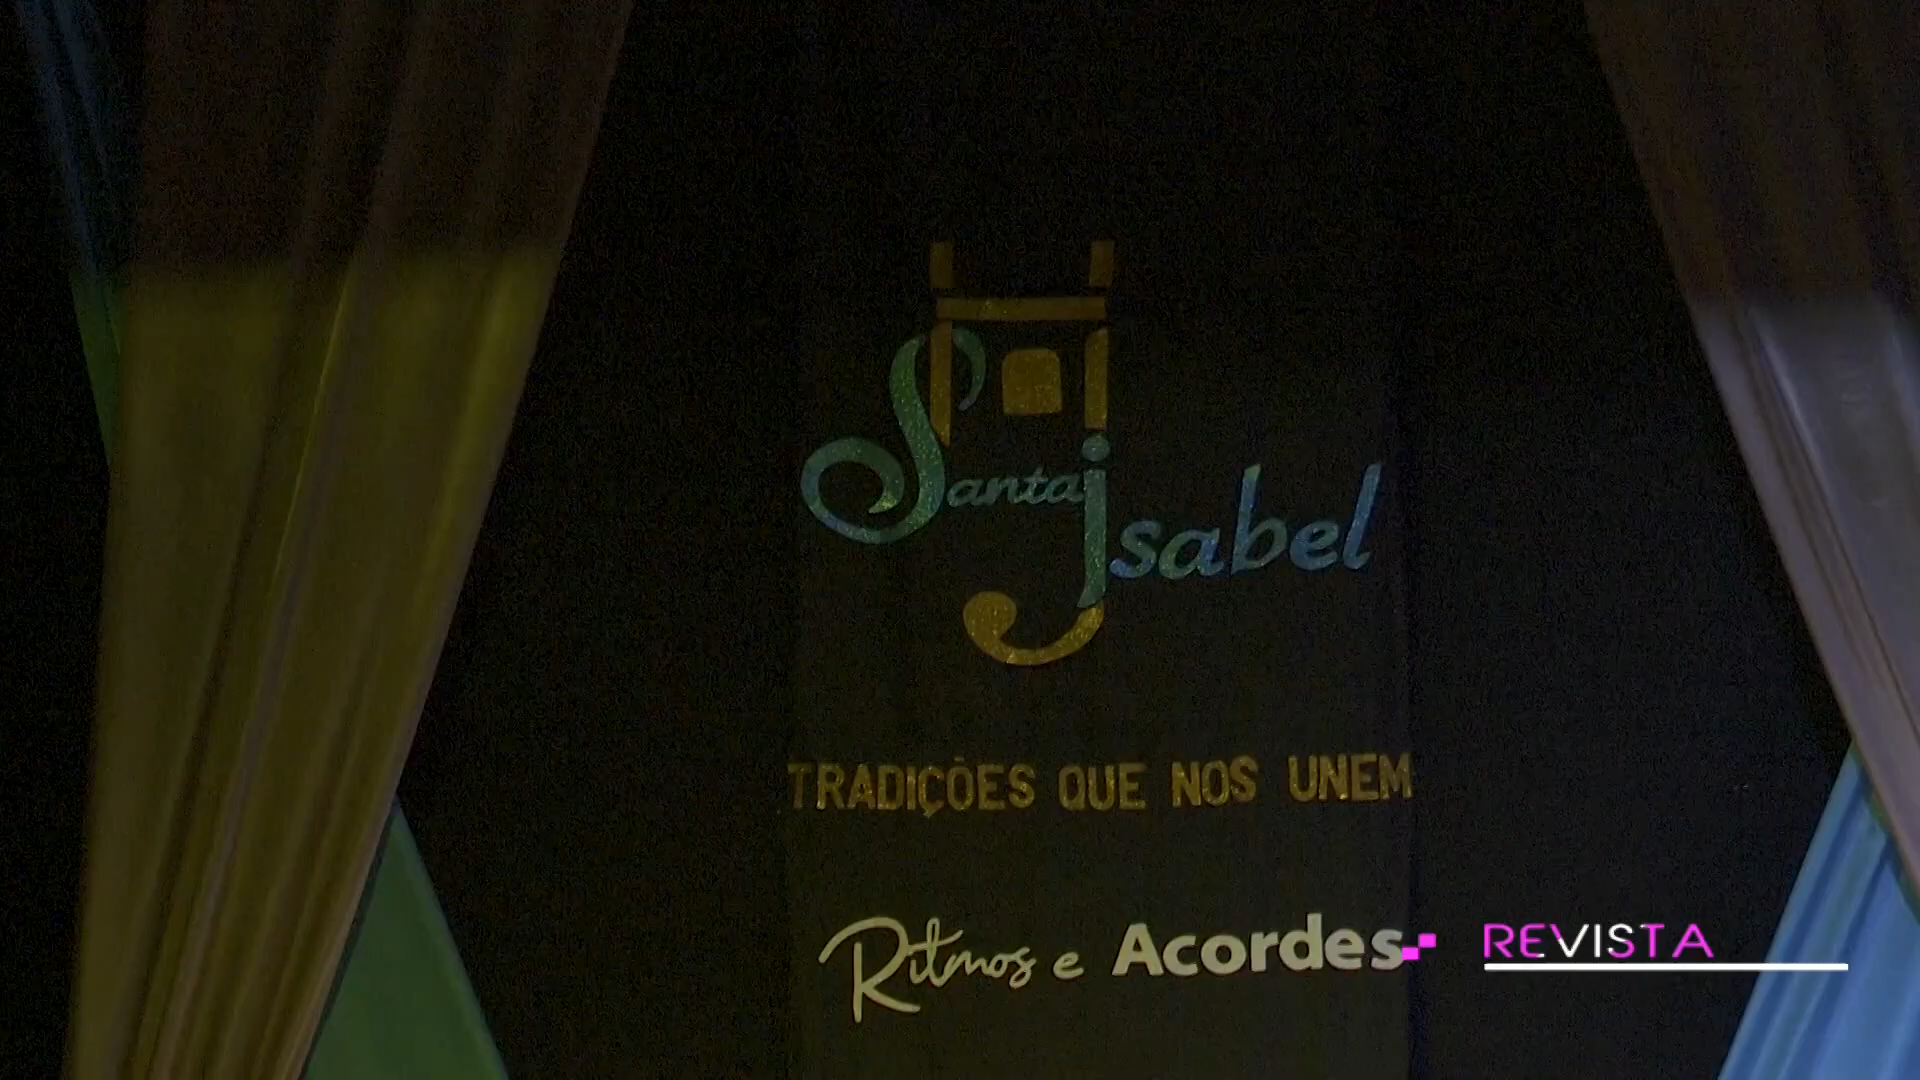 Santa
Isabel
TRADIÇÕES QUE NOS UNEM
Ritmos e Acordes
REVISTA